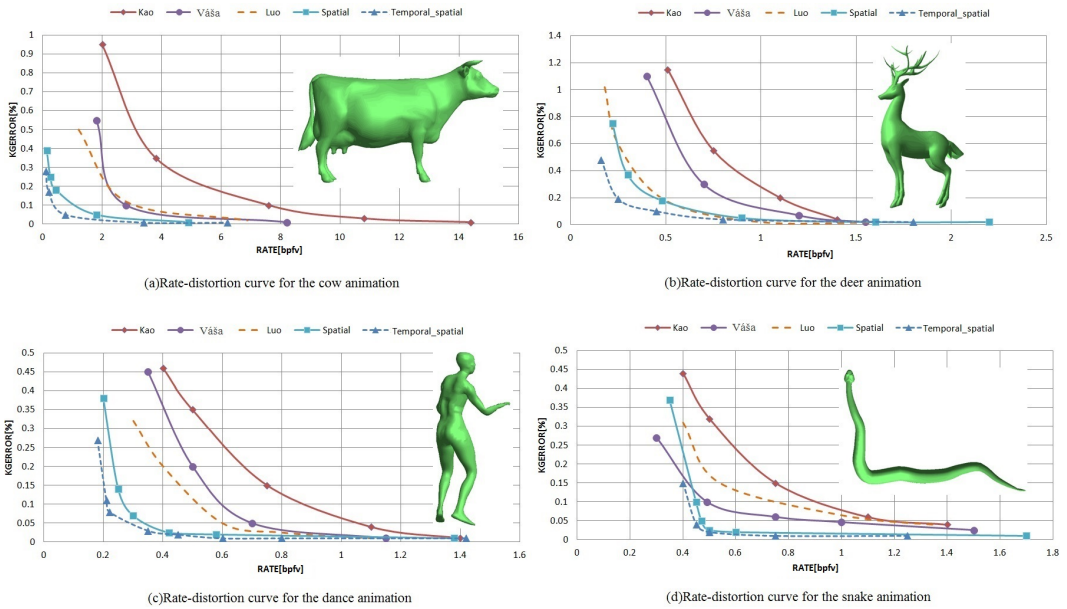 Kao Váša Luo Spatial Temporal_spatial
Kao Váša Luo Spatial Temporal_spatial
KGERROR[%]
1
0.9
0.8
0.7
0.6
0.5
0.4
0.3
0.2
0.1
0
0 2 4 6 8 10 12 14 16
RATE[bpfv]
KGERROR[%]
1.4
1.2
1
0.8
0.6
0.4
0.2
0
0 0.5 1 1.5 2 2.5
RATE[bpfv]
(a)Rate-distortion curve for the cow animation
(b)Rate-distortion curve for the deer animation
Kao Váša Luo Spatial Temporal_spatial
Kao Váša Luo Spatial Temporal_spatial
KGERROR[%]
0.5
0.45
0.4
0.35
0.3
0.25
0.2
0.15
0.1
0.05
0
0 0.2 0.4 0.6 0.8 1 1.2 1.4 1.6
RATE[bpfv]
KGERROR[%]
0.5
0.45
0.4
0.35
0.3
0.25
0.2
0.15
0.1
0.05
0
0 0.2 0.4 0.6 0.8 1 1.2 1.4 1.6 1.8
RATE[bpfv]
(c)Rate-distortion curve for the dance animation
(d)Rate-distortion curve for the snake animation